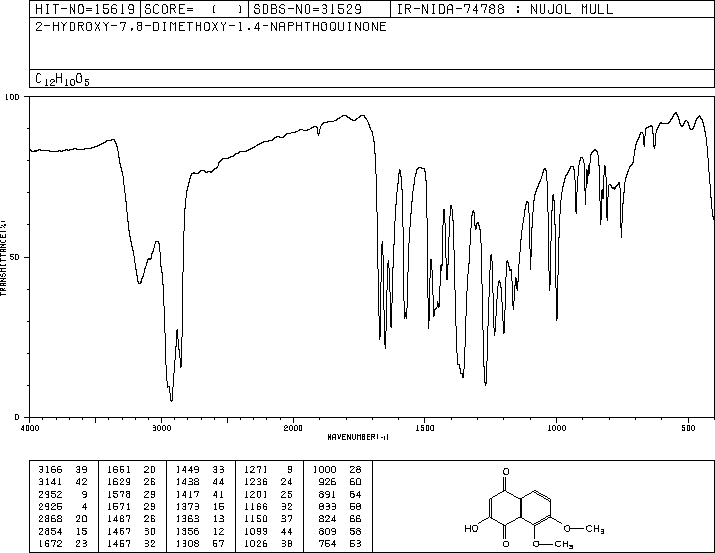 HIT-NO=15619 SCORE= ( ) SDBS-NO=31529 IR-NIDA-74788 : NUJOL MULL
2-HYDROXY-7,8-DIMETHOXY-1,4-NAPHTHOQUINONE
C12H10O5
100
50
0
TRANSMITTANCE(%)
4000 3000 2000 1500 1000 500
WAVENUMBER(-1)
3166 39 1651 20 1449 33 1271 9 1000 28
3141 42 1629 26 1438 44 1236 24 926 60
2952 9 1578 29 1417 41 1201 25 891 64
2925 4 1571 29 1373 15 1166 32 833 58
2868 20 1487 26 1363 13 1150 37 824 66
2854 15 1467 30 1356 12 1099 44 809 58
1672 23 1457 32 1308 57 1026 38 754 53
O
HO
O
O
CH3
O
CH3